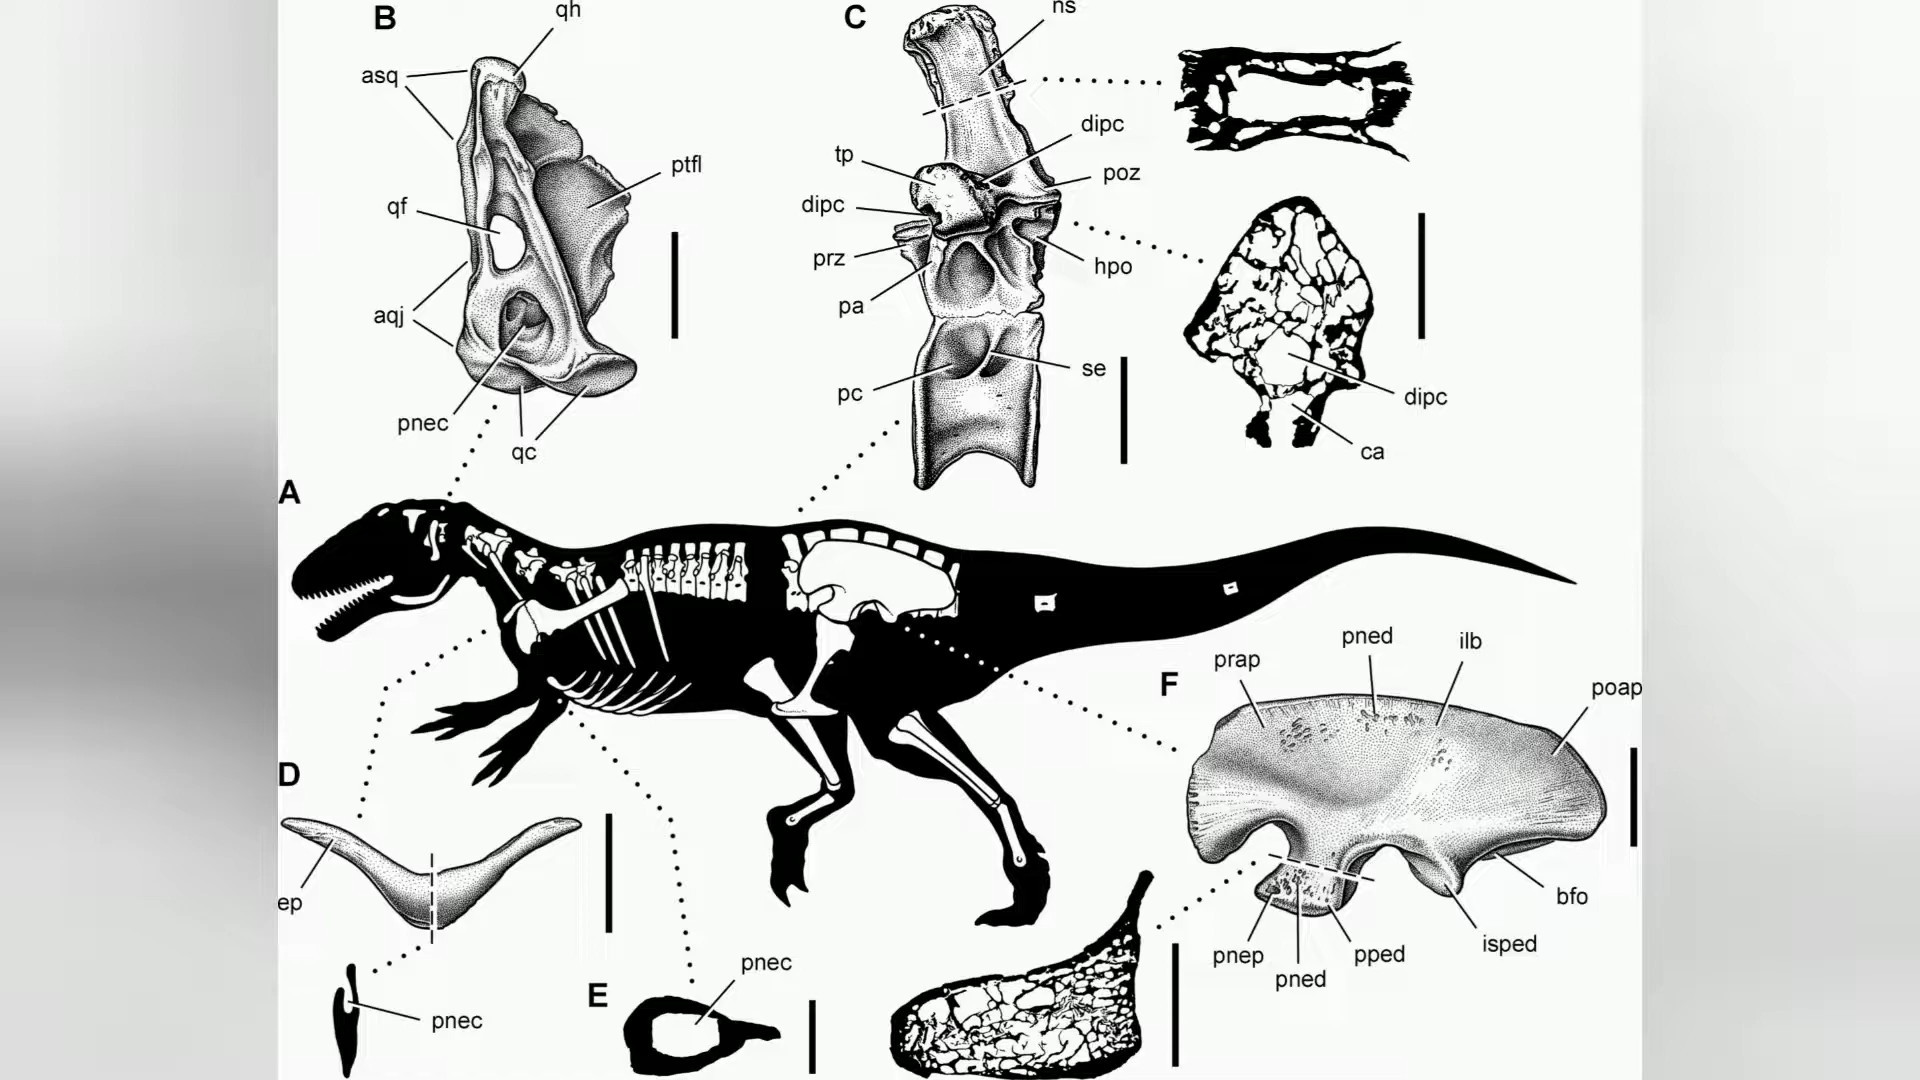 B
qh
asq
ptfl
qf
aqj
pnec
qc
C
ns
dipc
tp
poz
dipc
prz
hpo
pa
se
pc
dipc
ca
A
D
ep
pnec
E
pnec
F
prap
pned
ilb
poap
bfo
isped
pped
pnep
pned